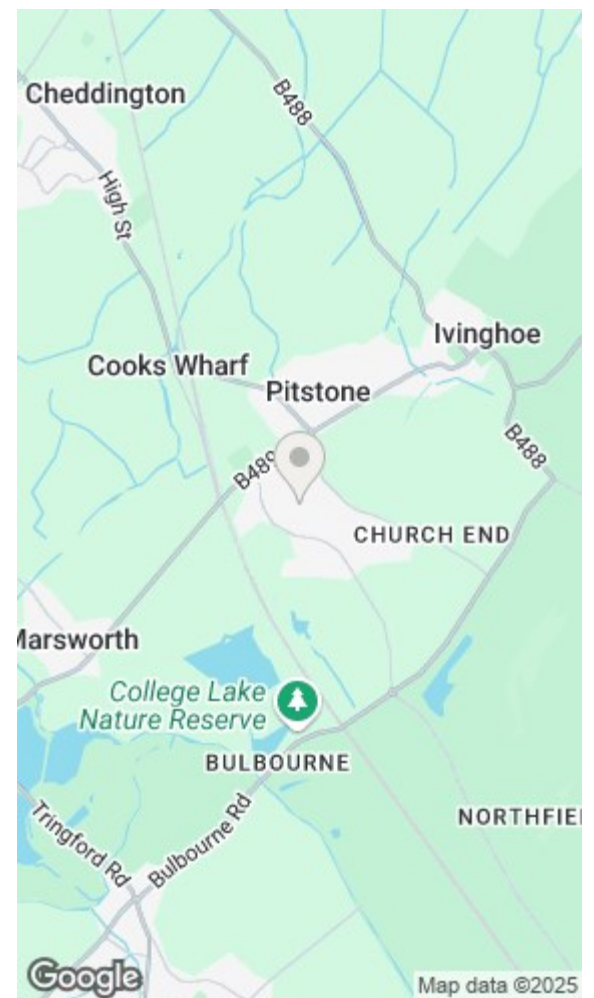 Cheddington
B488
High St
Ivinghoe
Cooks Wharf
Pitstone
B488
B489
CHURCH END
Marsworth
College Lake
Nature Reserve
BULBOURNE
NORTHFIE
Tringford Rd
Bulbourne Rd
Google
Map data ©2025